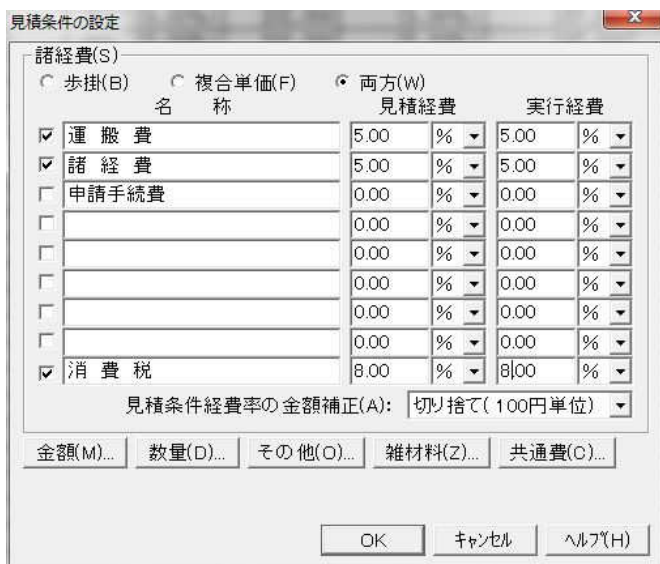 見積条件の設定
諸経費(S)
歩掛(B) 複合単価(F) 両方(W)
名 称 見積経費 実行経費
運 搬 費 5.00 % 5.00 %
諸 経 費 5.00 % 5.00 %
申請手続費 0.00 % 0.00 %
0.00 % 0.00 %
0.00 % 0.00 %
0.00 % 0.00 %
0.00 % 0.00 %
0.00 % 0.00 %
消 費 税 8.00 % 8.00 %
見積条件経費率の金額補正(A): 切り捨て(100円単位)
金額(M)... 数量(D)... その他(O)... 雑材料(Z)... 共通費(C)...
OK キャンセル ヘルプ(H)